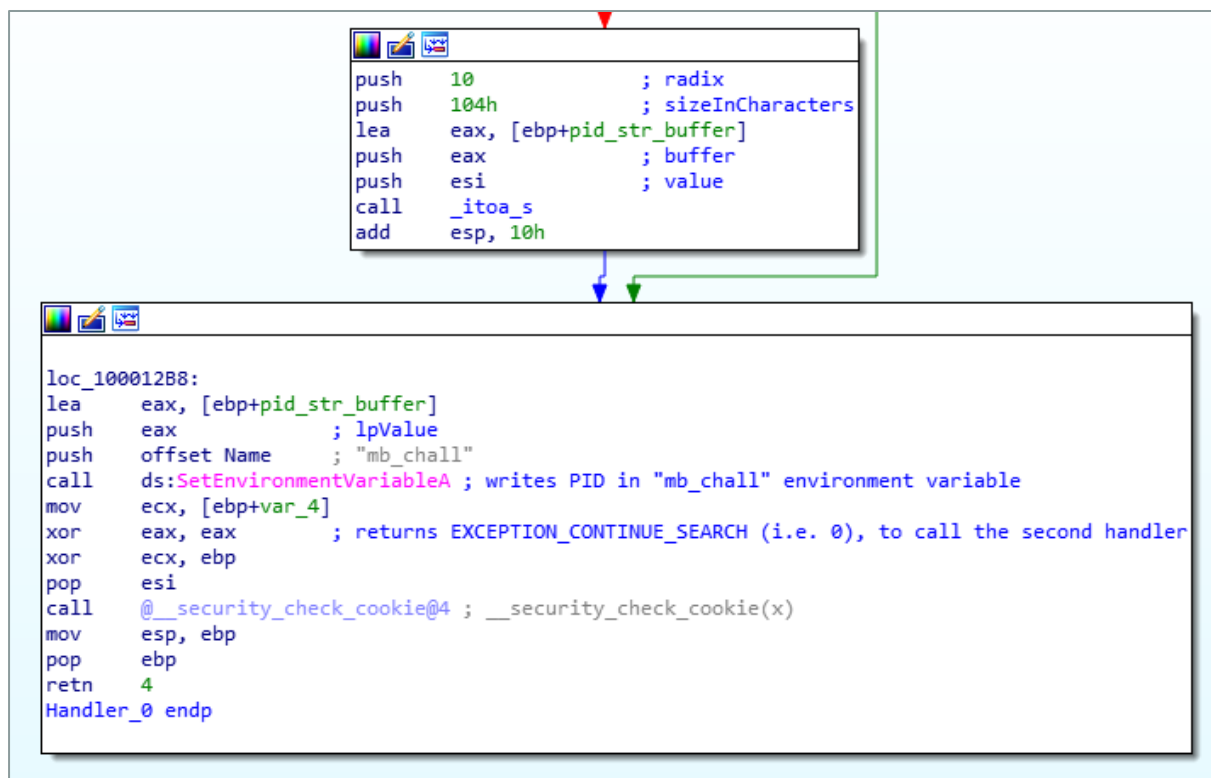 push 10 ; radix
push 104h ; sizeInCharacters
lea eax, [ebp+pid_str_buffer]
push eax ; buffer
push esi ; value
call _itoa_s
add esp, 10h
loc_100012B8:
lea eax, [ebp+pid_str_buffer]
push eax ; lpValue
push offset Name ; "mb_chall"
call ds:SetEnvironmentVariableA ; writes PID in "mb_chall" environment variable
mov ecx, [ebp+var_4]
xor eax, eax ; returns EXCEPTION_CONTINUE_SEARCH (i.e. 0), to call the second handler
xor ecx, ebp
pop esi
call @__security_check_cookie@4 ; __security_check_cookie(x)
mov esp, ebp
pop ebp
retn 4
Handler_0 endp